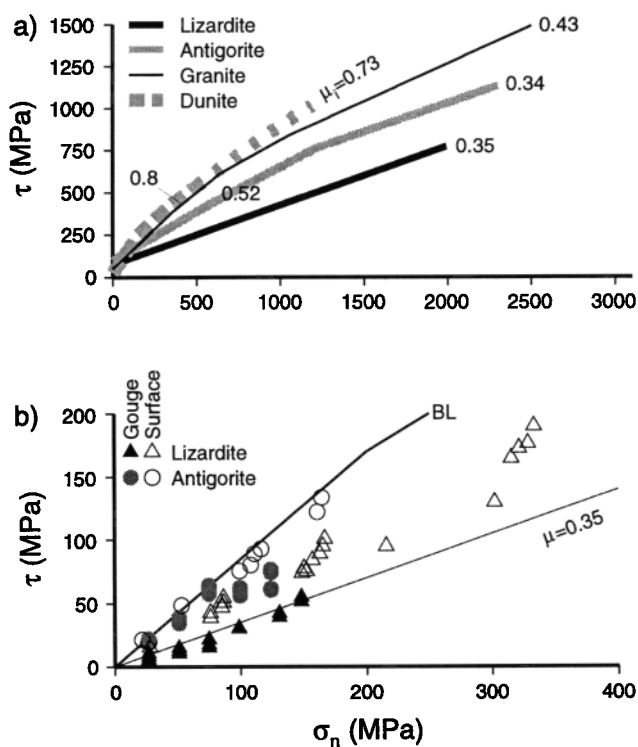 a)
Lizardite
Antigorite
Granite
Dunite
1500
1250
1000
750
500
250
0
τ (MPa)
0.43
μi=0.73
0.34
0.35
0.8
0.52
0 500 1000 1500 2000 2500 3000
b)
Gouge
Surface
Lizardite
Antigorite
200
150
100
50
0
τ (MPa)
BL
μ=0.35
0 100 200 300 400
σn (MPa)